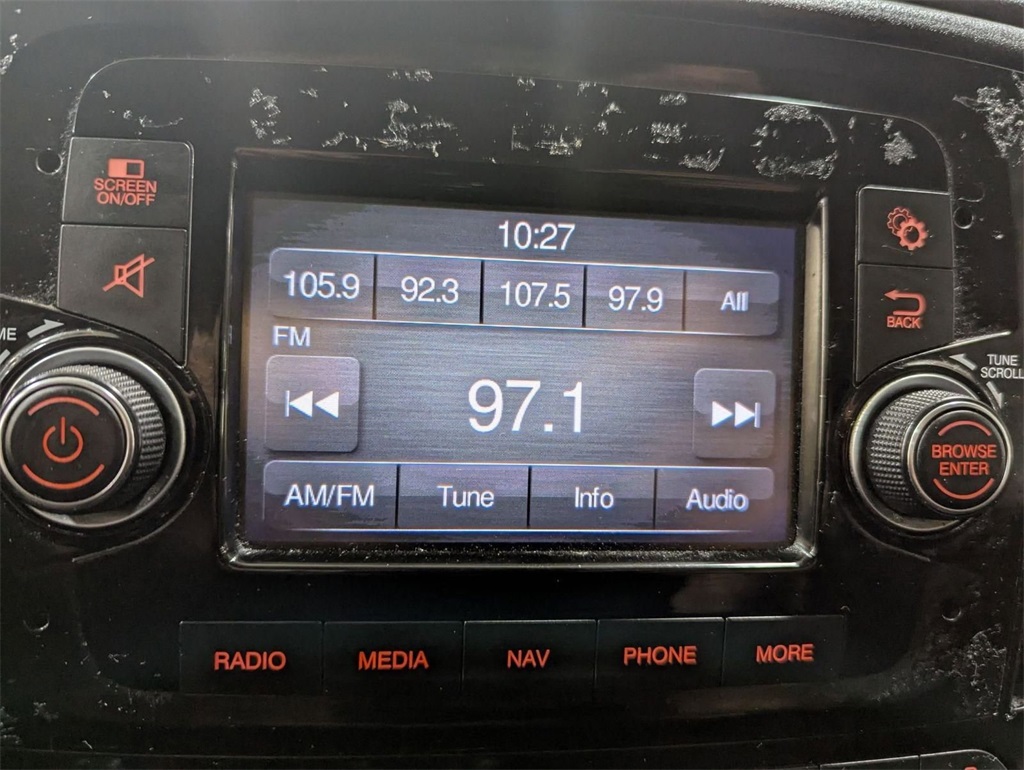 SCREEN
ON/OFF
10:27
105.9 92.3 107.5 97.9 All
FM
97.1
AM/FM Tune Info Audio
BACK
TUNE
SCROLL
BROWSE
ENTER
RADIO MEDIA NAV PHONE MORE